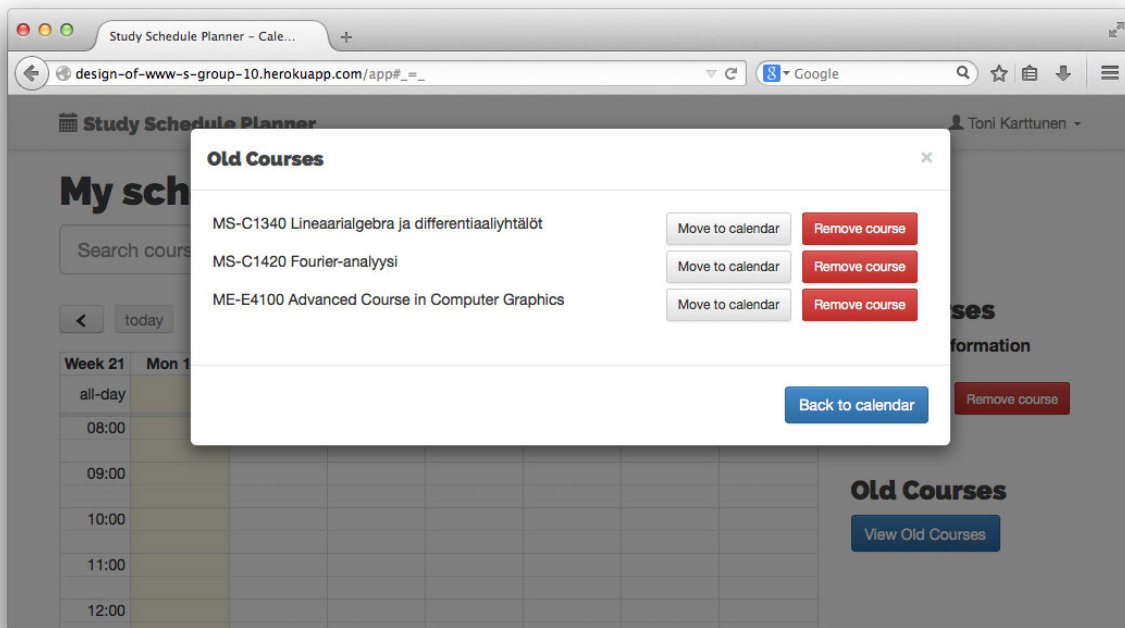 Study Schedule Planner – Cale...
design-of-www-s-group-10.herokuapp.com/app#_=_
Google
Study Schedule Planner
Toni Karttunen
My sch
Search cours
Old Courses
×
MS-C1340 Lineaarialgebra ja differentiaaliyhtälöt Move to calendar Remove course
MS-C1420 Fourier-analyysi Move to calendar Remove course
ME-E4100 Advanced Course in Computer Graphics Move to calendar Remove course
Back to calendar
today
ses
formation
Remove course
Week 21 Mon 1
all-day
08:00
09:00
10:00
11:00
12:00
Old Courses
View Old Courses